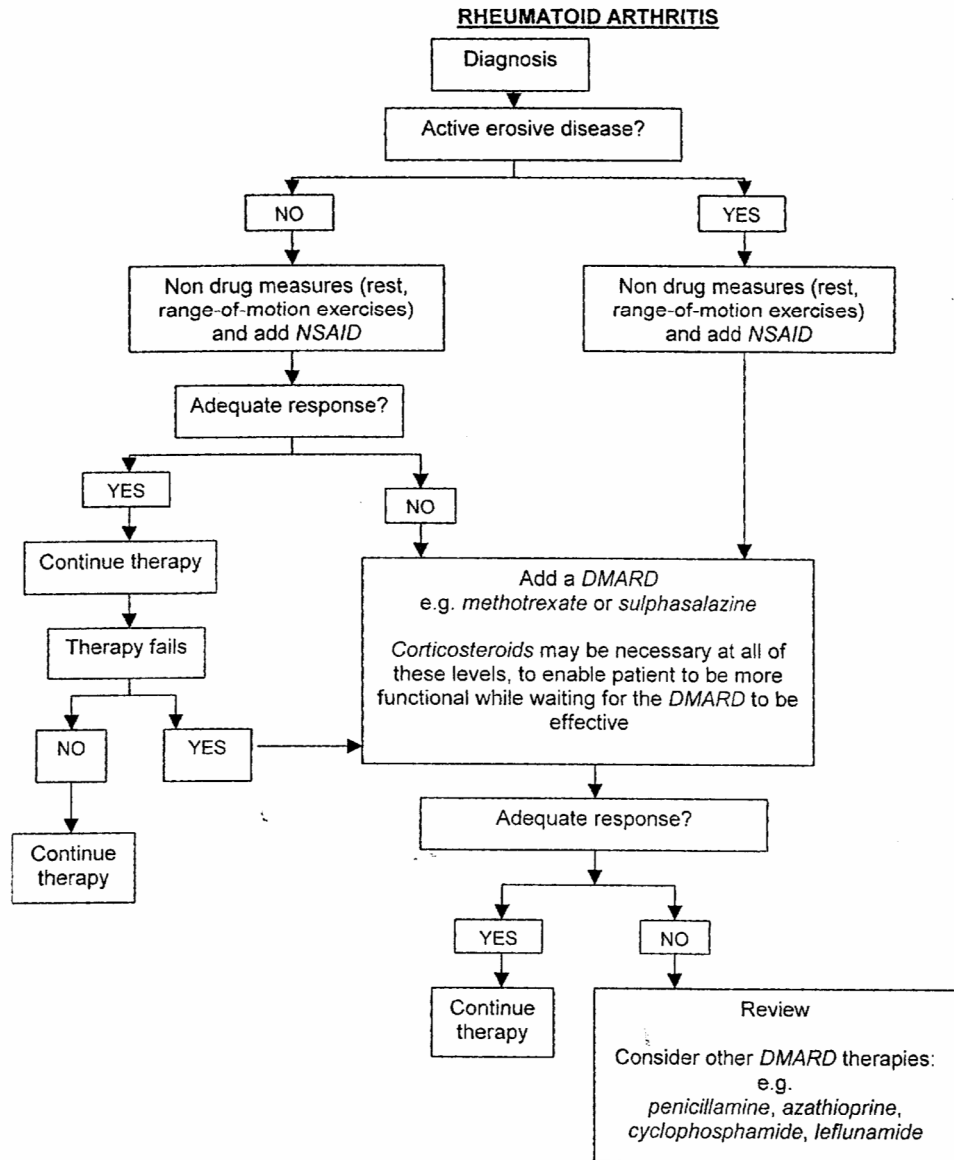 RHEUMATOID ARTHRITIS
Diagnosis
Active erosive disease?
NO
YES
Non drug measures (rest,
range-of-motion exercises)
and add NSAID
Non drug measures (rest,
range-of-motion exercises)
and add NSAID
Adequate response?
YES
NO
Continue therapy
Add a DMARD
e.g. methotrexate or sulphasalazine
Corticosteroids may be necessary at all of
these levels, to enable patient to be more
functional while waiting for the DMARD to be
effective
Therapy fails
NO
YES
Continue
therapy
Adequate response?
YES
NO
Continue
therapy
Review
Consider other DMARD therapies:
e.g.
penicillamine, azathioprine,
cyclophosphamide, leflunamide